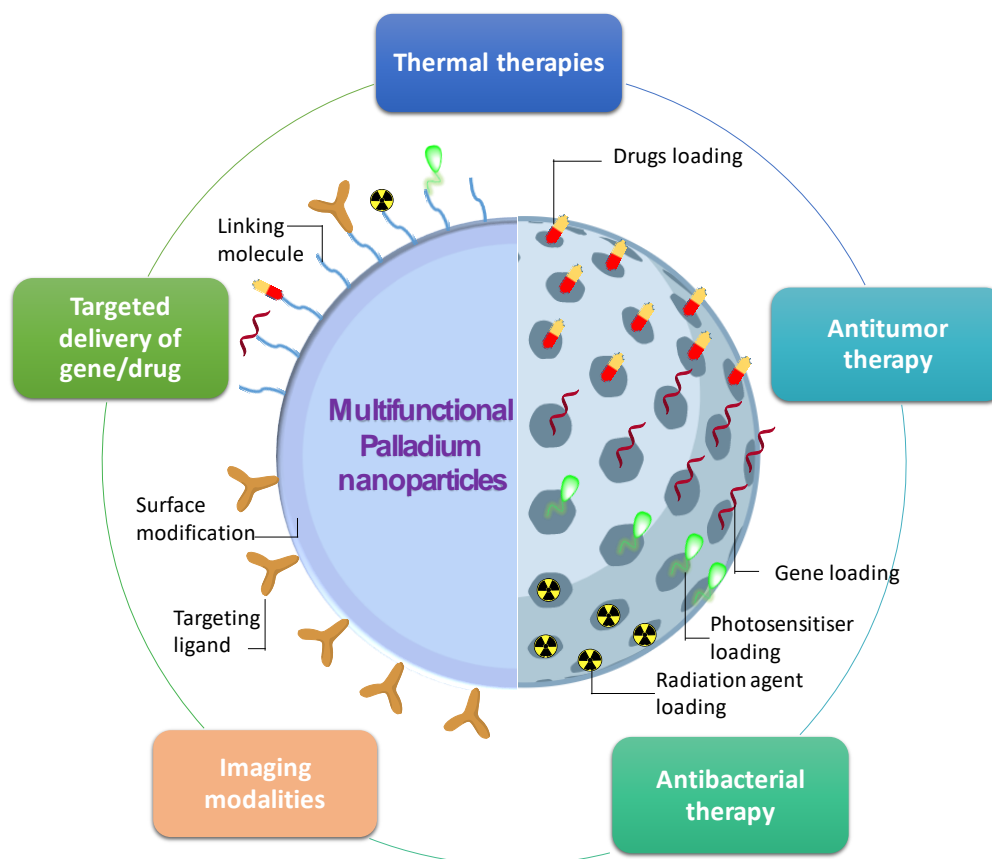 Thermal therapies
Drugs loading
Linking
molecule
Targeted
delivery of
gene/drug
Antitumor
therapy
Multifunctional
Palladium
nanoparticles
Surface
modification
Gene loading
Targeting
ligand
Photosensitiser
loading
Radiation agent
loading
Imaging
modalities
Antibacterial
therapy